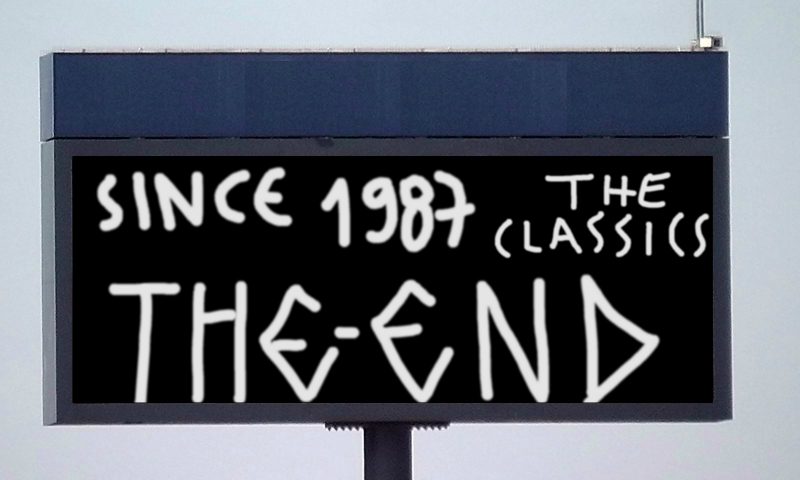 SINCE 1987
THE
CLASSICS
THE-END